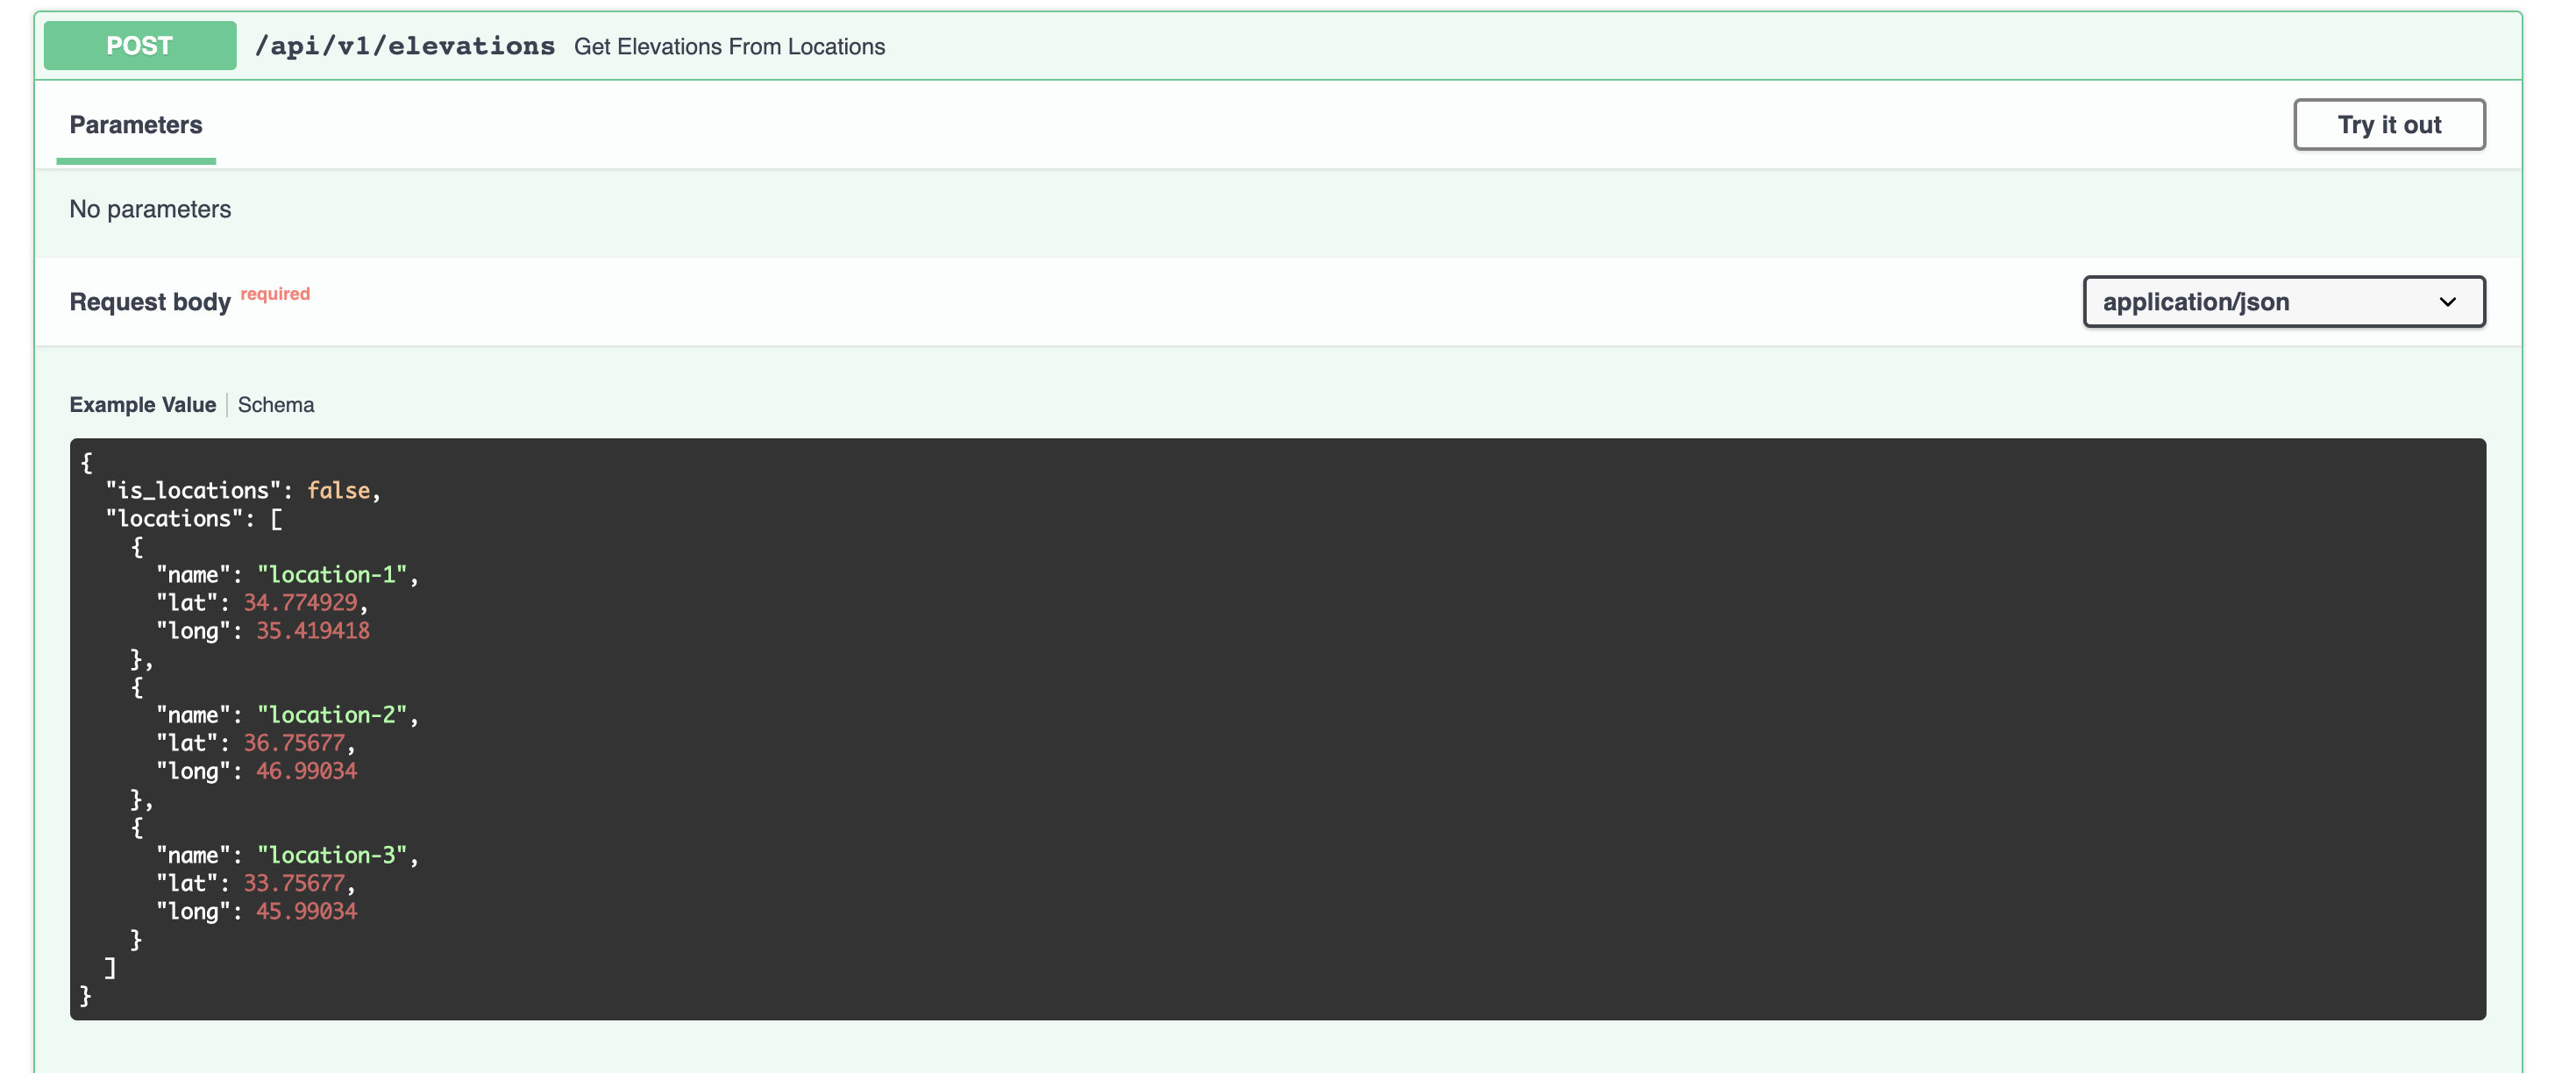 POST /api/v1/elevations Get Elevations From Locations
Parameters Try it out
No parameters
Request body required application/json
Example Value Schema
{
  "is_locations": false,
  "locations": [
    {
      "name": "location-1",
      "lat": 34.774929,
      "long": 35.419418
    },
    {
      "name": "location-2",
      "lat": 36.75677,
      "long": 46.99034
    },
    {
      "name": "location-3",
      "lat": 33.75677,
      "long": 45.99034
    }
  ]
}